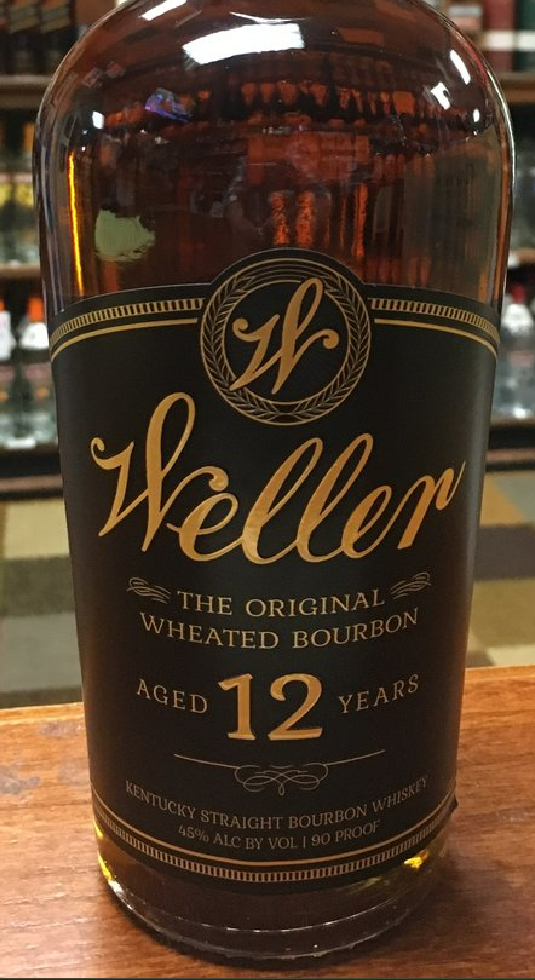 W
Weller
THE ORIGINAL
WHEATED BOURBON
AGED 12 YEARS
KENTUCKY STRAIGHT BOURBON WHISKEY
45% ALC BY VOL | 90 PROOF